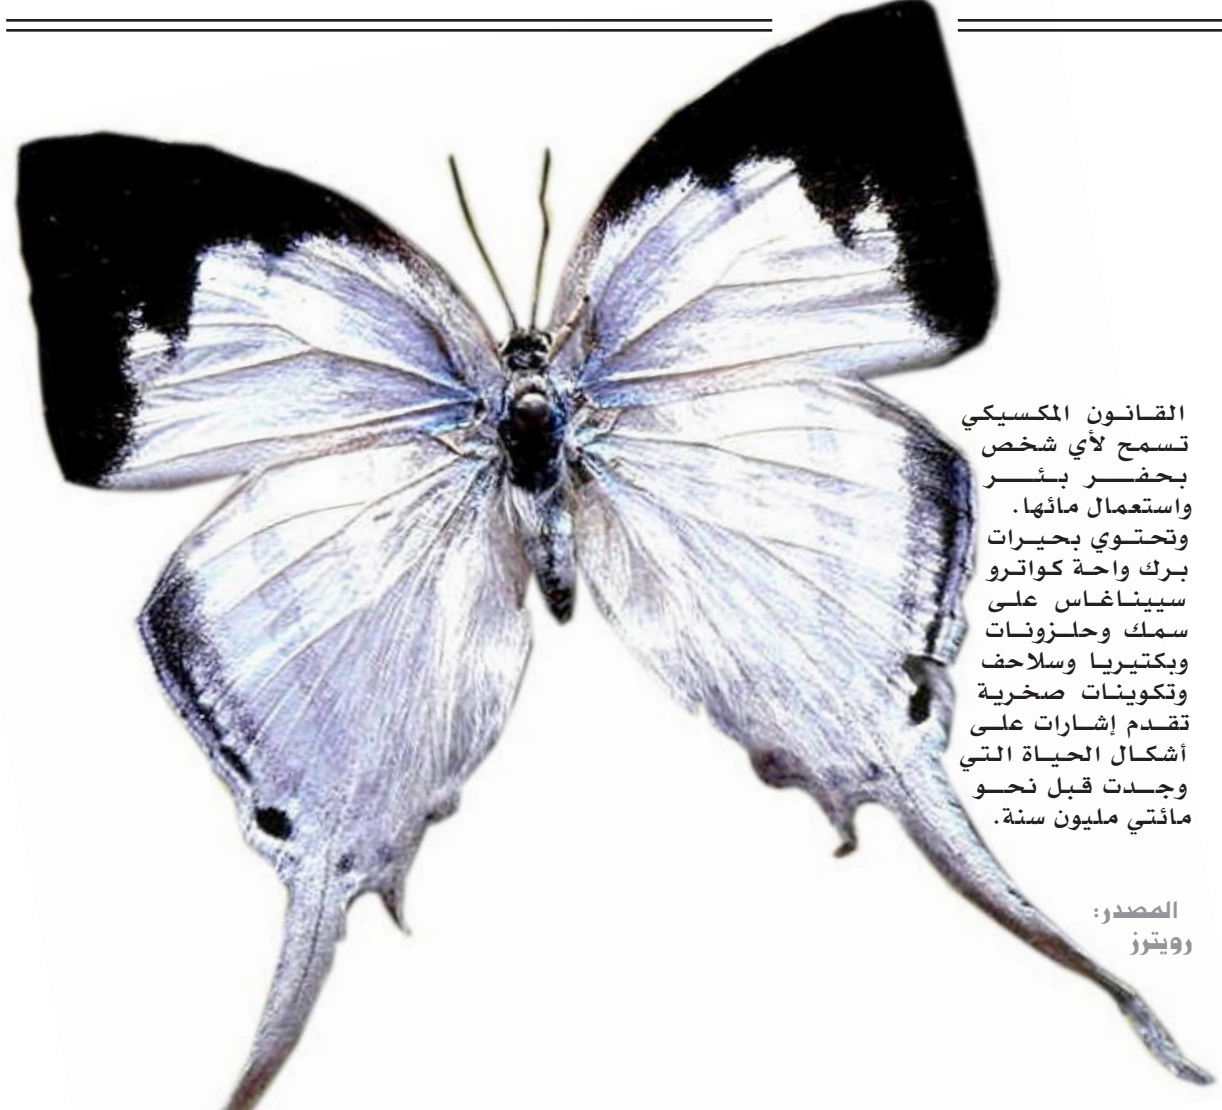 القانون المكسيكي
تسمح لأي شخص
بحفر بئر
واستعمال مائها.
وتحتوي بحيرات
برك واحة كواترو
سييناغاس على
سمك وحلزونات
وبكتيريا وسلاحف
وتكوينات صخرية
تقدم إشارات على
أشكال الحياة التي
وجدت قبل نحو
مائتي مليون سنة.
المصدر:
رويترز